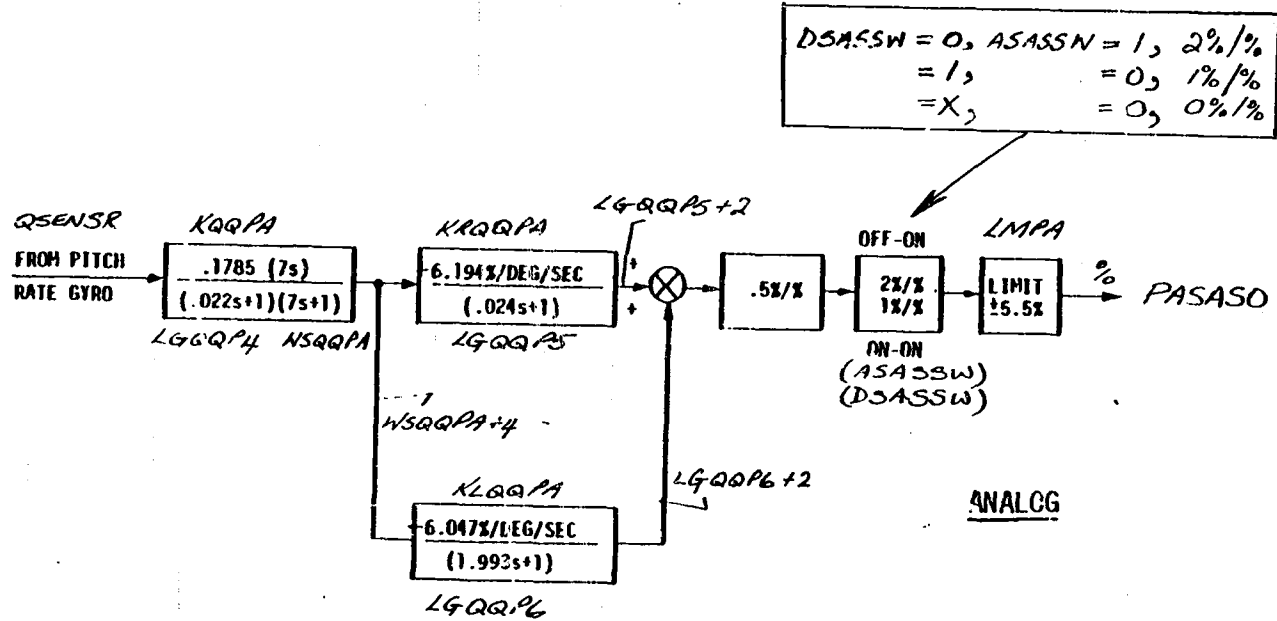 DSASSW = 0, ASASSW = 1, 2%/%
= 1, = 0, 1%/%
= X, = 0, 0%/%
QSENSR
FROM PITCH
RATE GYRO
KQQPA
.1785 (7s)
(.022s+1)(7s+1)
LGQQP4 WSQQPA
KRQQPA
-6.194%/DEG/SEC
(.024s+1)
LGQQP5
LGQQP5+2
+
+
.5%/%
OFF-ON
2%/%
1%/%
ON-ON
(ASASSW)
(DSASSW)
LMPA
LIMIT
±5.5%
%
PASASO
WSQQPA+4
KLQQPA
-6.047%/DEG/SEC
(1.993s+1)
LGQQP6
LGQQP6+2
ANALOG